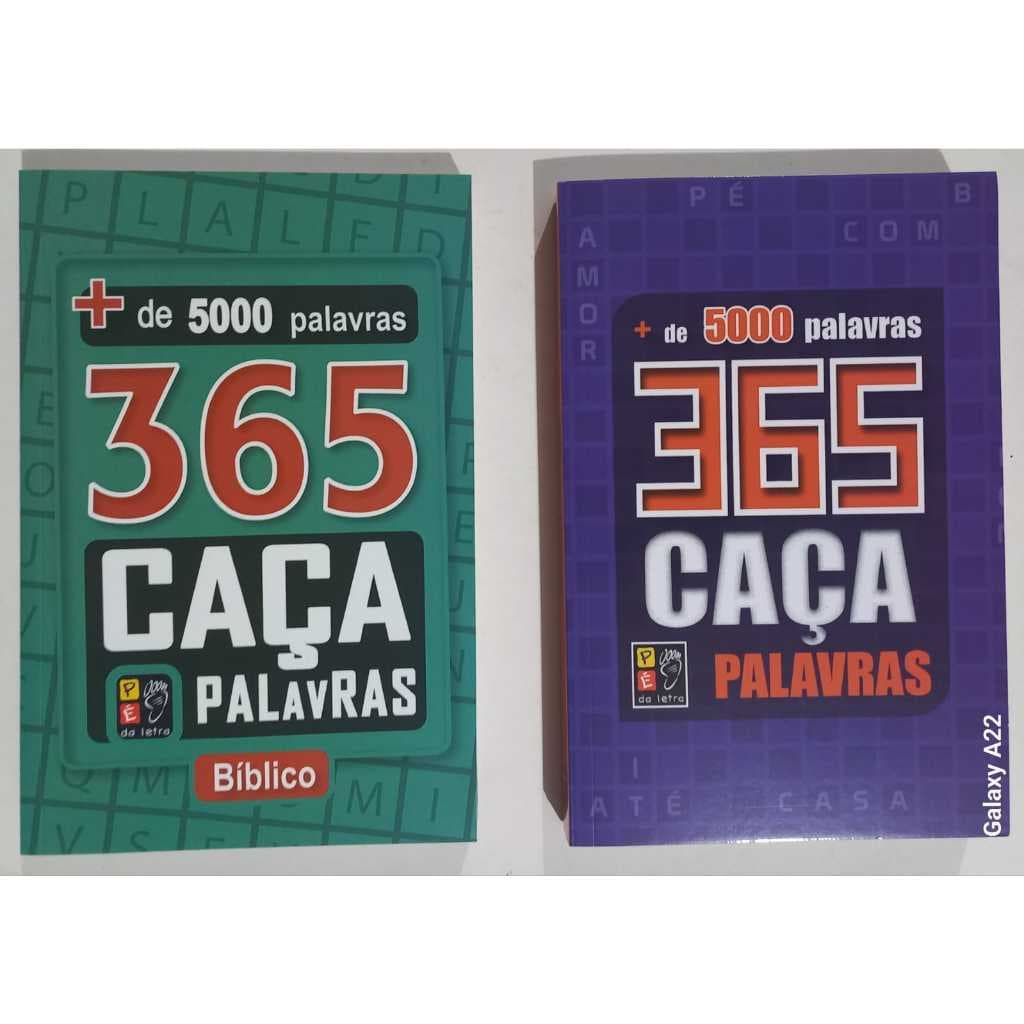 P L A L E D
+ de 5000 palavras
365
CAÇA
PALAVRAS
PÉ
da letra
Bíblico
PÉ
B
COM
AMOR
+ de 5000 palavras
365
CAÇA
PALAVRAS
PÉ
da letra
I
ATÉ
CASA
Galaxy A22